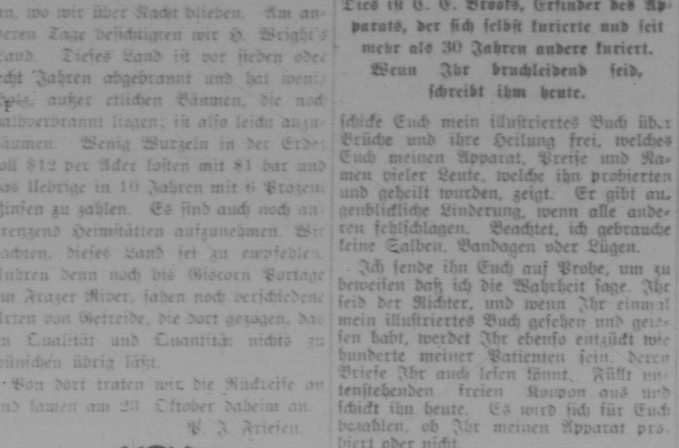 wo wir über Nacht blieben. Am an-
deren Tage besichtigten wir H. Wright's
Land. Dieses Land ist vor sieben oder
acht Jahren abgebrannt und hat wenig
Holz, außer etlichen Bäumen, die noch
halbverbrannt liegen; ist also leicht
Wenig Wurzeln in der Erde;
soll $12 per Acker kosten mit $1 bar und
das Uebrige in 10 Jahren mit 6 Prozent
Zinsen zu zahlen. Es sind auch noch an-
grenzend Heimstätten aufzunehmen. Wir
dachten, dieses Land sei zu empfehlen.
Fuhren denn noch bis Giscorn Portage
am Frazer River, sahen noch verschiedene
Arten von Getreide, die dort gezogen, das
an Qualität und Quantität nichts zu
wünschen übrig läßt.
Von dort traten wir die Rückreise an
und kamen am 23. Oktober daheim an.
P. J. Friesen.
Dies ist C. E. Brooks, Erfinder des Ap-
parats, der sich selbst kurierte und seit
mehr als 30 Jahren andere kuriert.
Wenn Ihr bruchleidend seid,
schreibt ihm heute.
schicke Euch mein illustriertes Buch über
Brüche und ihre Heilung frei, welches
Euch meinen Apparat, Preise und Na-
men vieler Leute, welche ihn probierten
und geheilt wurden, zeigt. Er gibt au-
genblickliche Linderung, wenn alle ande-
ren fehlschlagen. Beachtet, ich gebrauche
keine Salben, Bandagen oder Lügen.
Ich sende ihn Euch auf Probe, um zu
beweisen daß ich die Wahrheit sage. Ihr
seid der Richter, und wenn Ihr einmal
mein illustriertes Buch gesehen und gele-
sen habt, werdet Ihr ebenso entzückt wie
hunderte meiner Patienten sein, deren
Briefe Ihr auch lesen könnt. Füllt un-
tenstehenden freien Koupon aus und
schickt ihn heute. Es wird sich für Euch
bezahlen, ob Ihr meinen Apparat pro-
biert oder nicht.